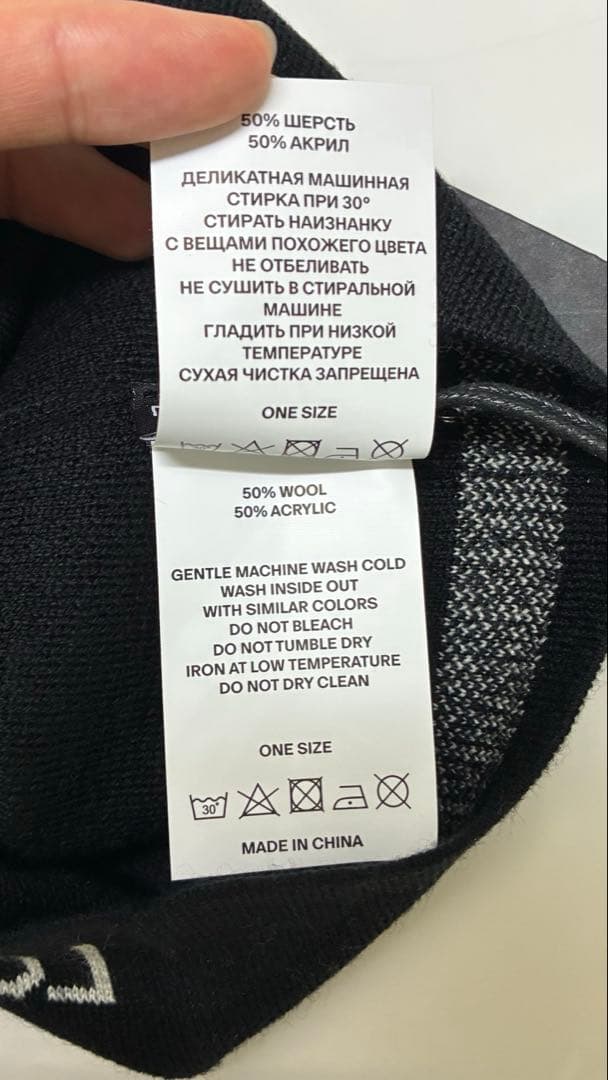 50% ШЕРСТЬ
50% АКРИЛ
ДЕЛИКАТНАЯ МАШИННАЯ
СТИРКА ПРИ 30°
СТИРАТЬ НАИЗНАНКУ
С ВЕЩАМИ ПОХОЖЕГО ЦВЕТА
НЕ ОТБЕЛИВАТЬ
НЕ СУШИТЬ В СТИРАЛЬНОЙ
МАШИНЕ
ГЛАДИТЬ ПРИ НИЗКОЙ
ТЕМПЕРАТУРЕ
СУХАЯ ЧИСТКА ЗАПРЕЩЕНА
ONE SIZE
50% WOOL
50% ACRYLIC
GENTLE MACHINE WASH COLD
WASH INSIDE OUT
WITH SIMILAR COLORS
DO NOT BLEACH
DO NOT TUMBLE DRY
IRON AT LOW TEMPERATURE
DO NOT DRY CLEAN
ONE SIZE
30°
MADE IN CHINA